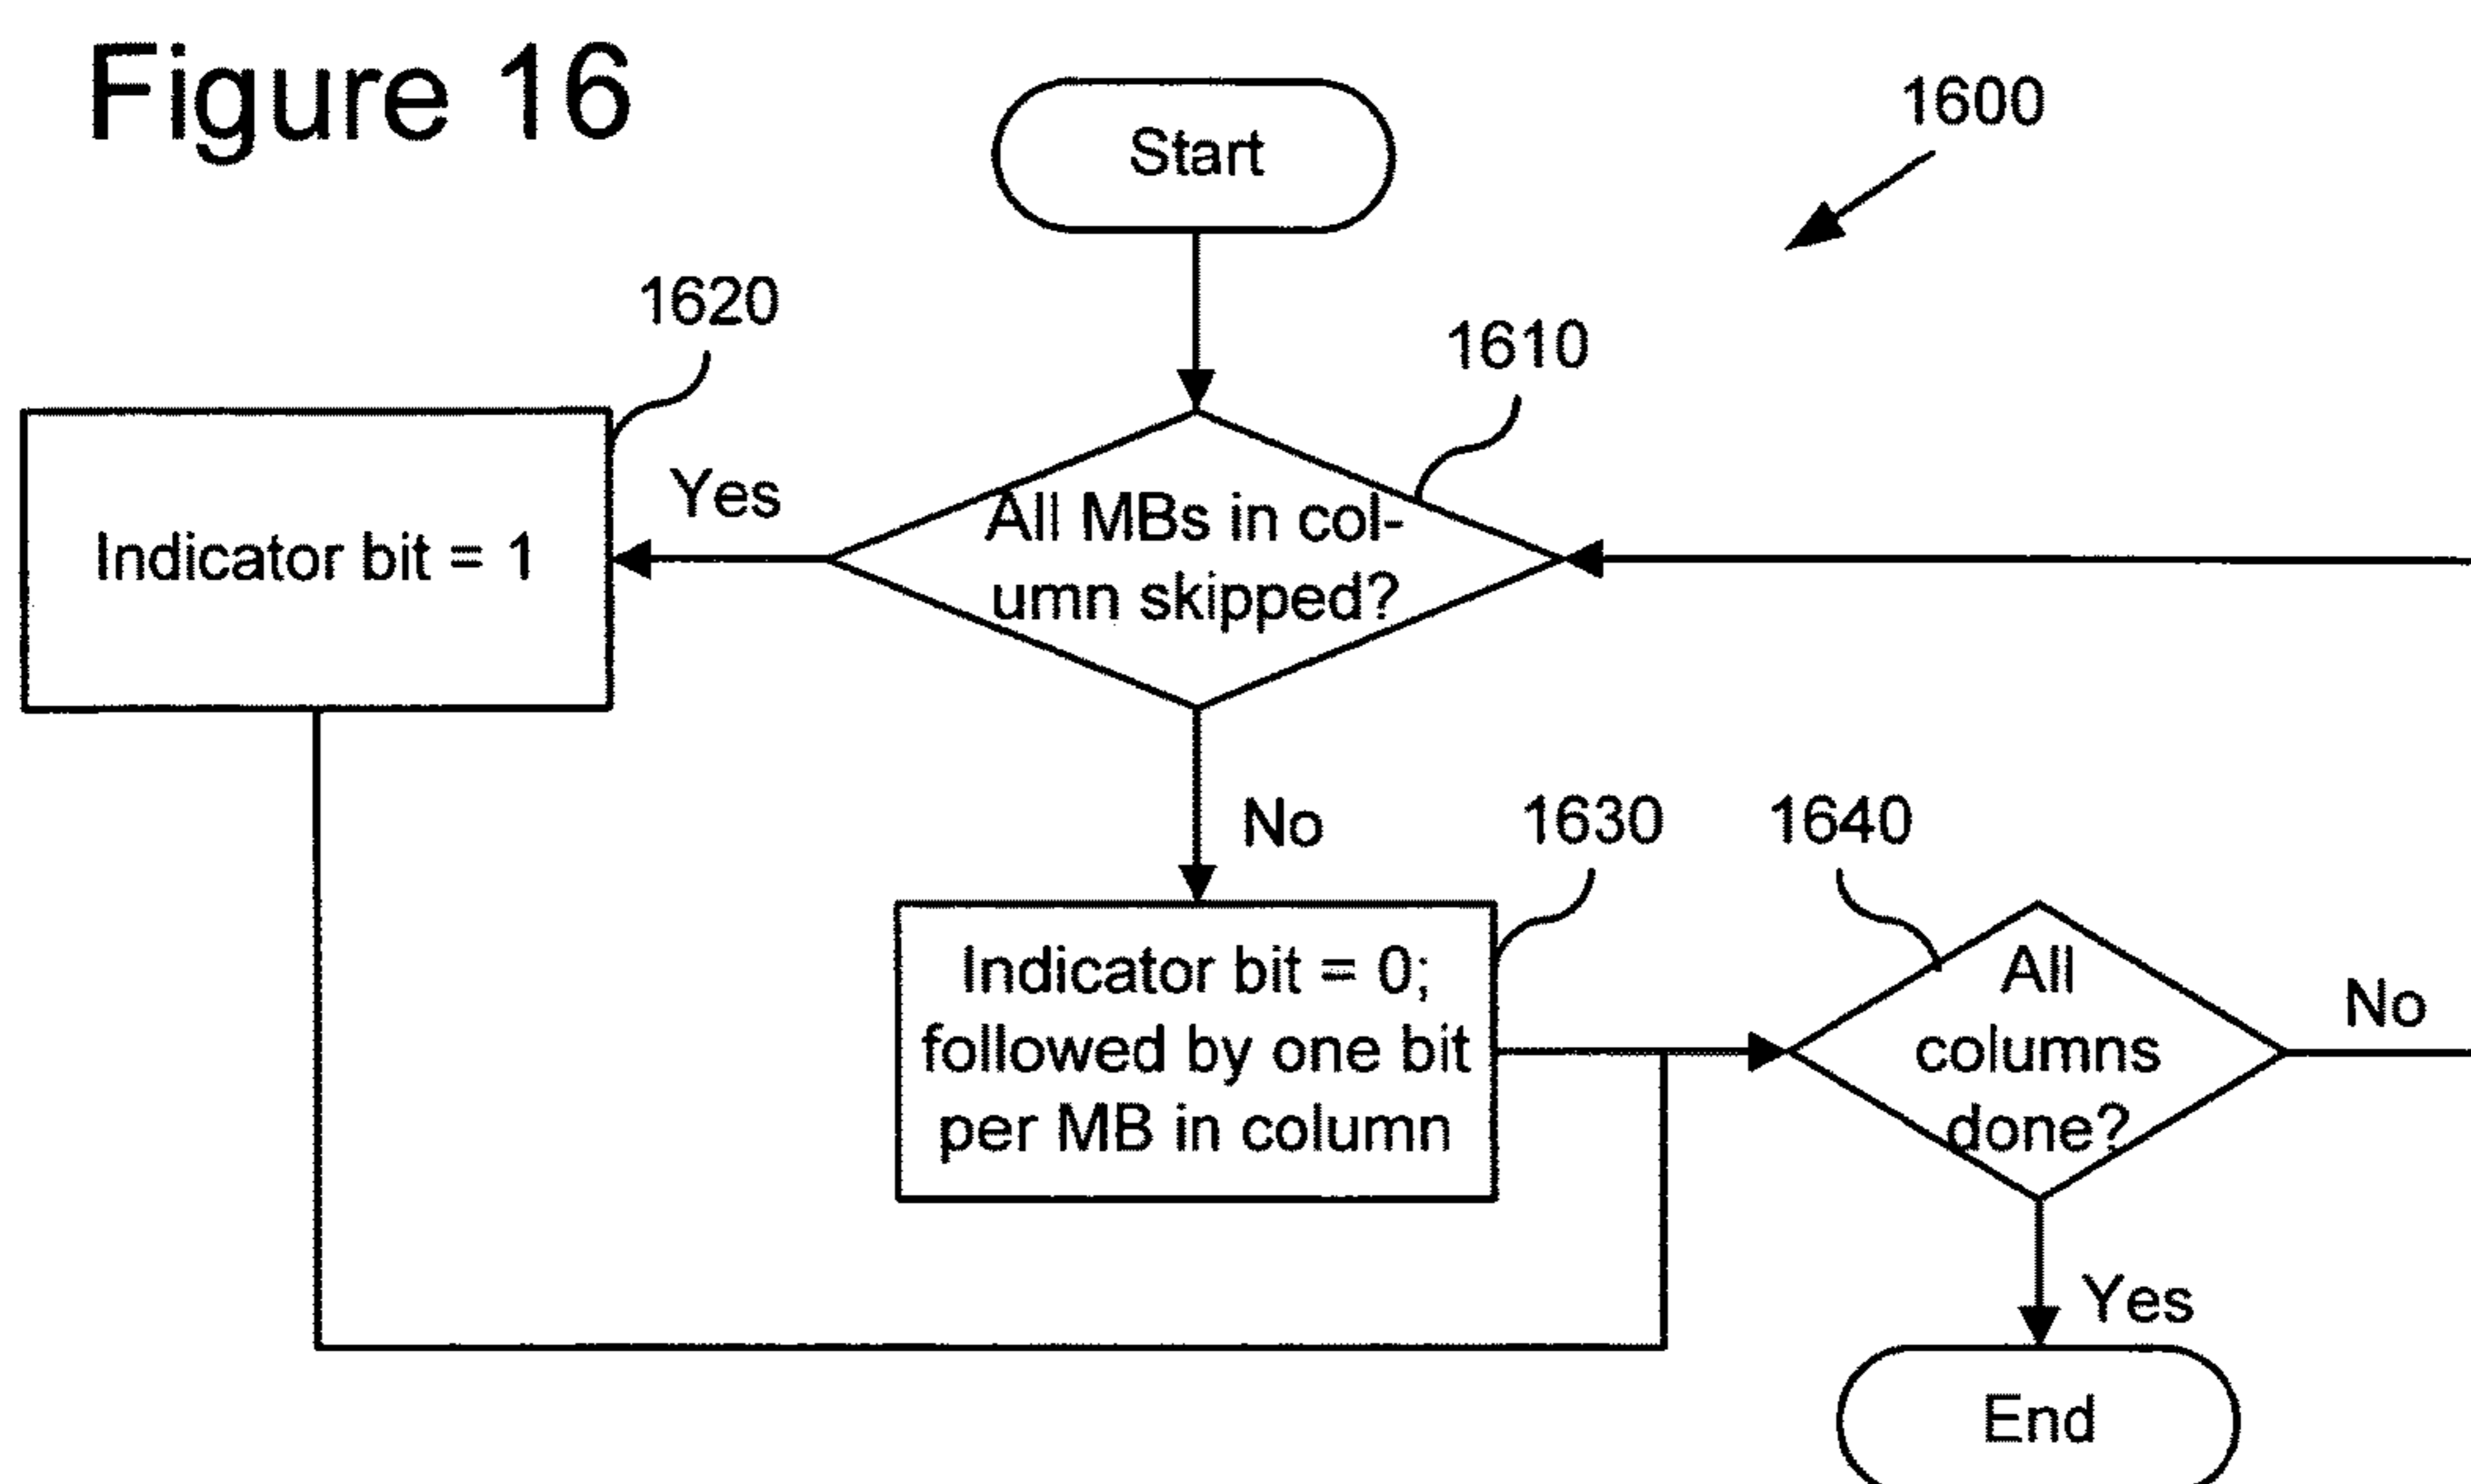 Figure 16
Start
1600
1620
1610
Yes
All MBs in col-
umn skipped?
Indicator bit = 1
No
1630
1640
Indicator bit = 0;
followed by one bit
per MB in column
All
columns
done?
No
Yes
End